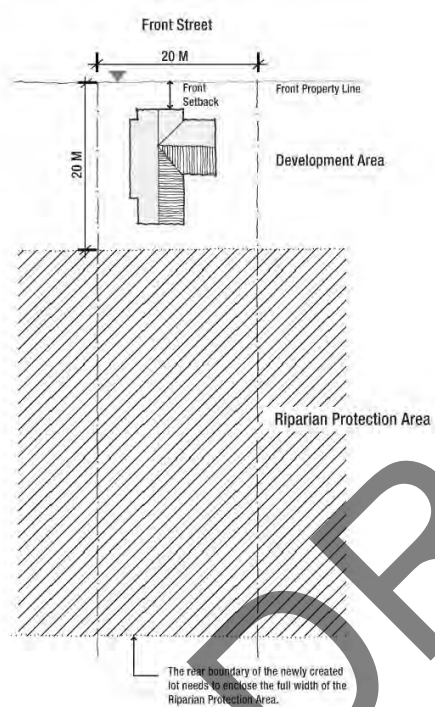 Front Street
20 M
Front
Setback
Front Property Line
20 M
Development Area
Riparian Protection Area
The rear boundary of the newly created
lot needs to enclose the full width of the
Riparian Protection Area.
DR